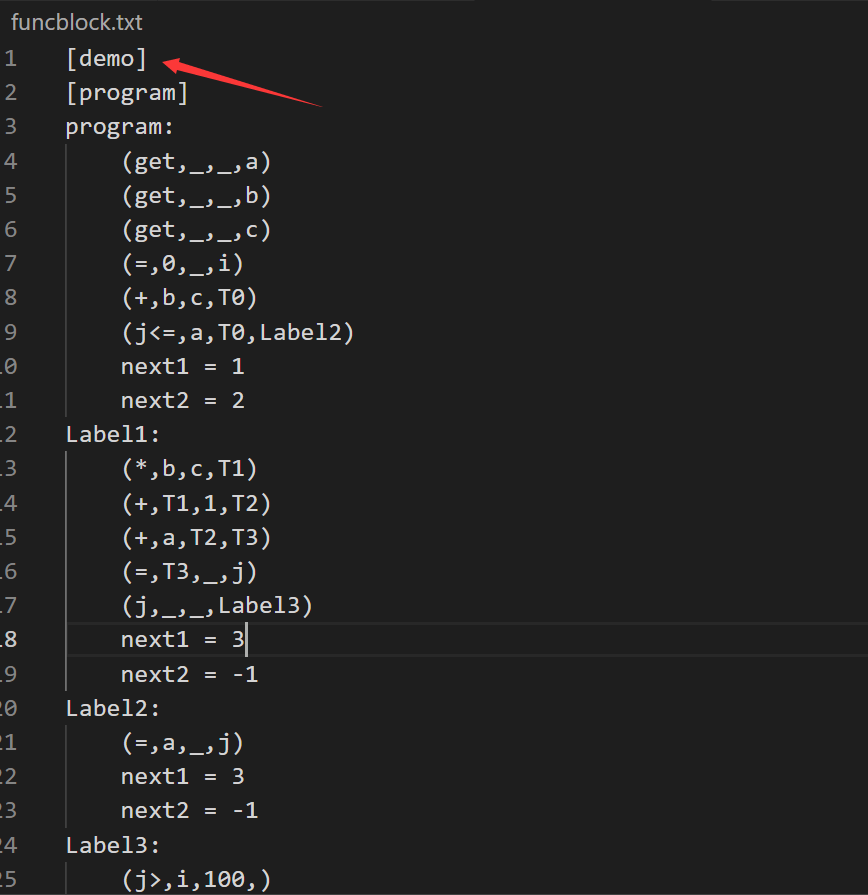 funcblock.txt
1 [demo]
2 [program]
3 program:
4 (get,_,_,a)
5 (get,_,_,b)
6 (get,_,_,c)
7 (=,0,_,i)
8 (+,b,c,T0)
9 (j<=,a,T0,Label2)
10 next1 = 1
11 next2 = 2
12 Label1:
13 (*,b,c,T1)
14 (+,T1,1,T2)
15 (+,a,T2,T3)
16 (=,T3,_,j)
17 (j,_,_,Label3)
18 next1 = 3
19 next2 = -1
20 Label2:
21 (=,a,_,j)
22 next1 = 3
23 next2 = -1
24 Label3:
25 (j>,i,100,)